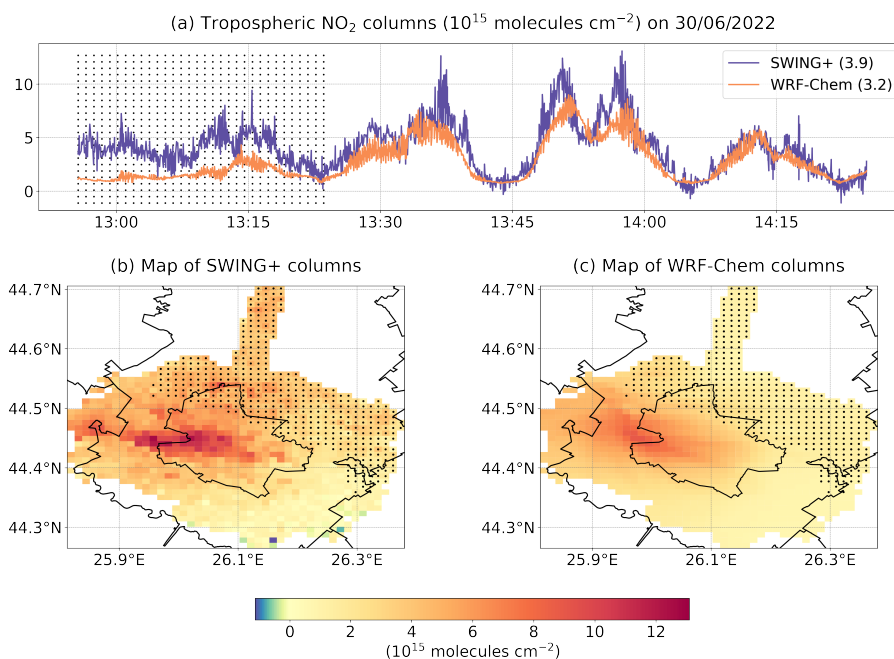 (a) Tropospheric NO₂ columns (10¹⁵ molecules cm⁻²) on 30/06/2022
10
5
0
SWING+ (3.9)
WRF-Chem (3.2)
13:00 13:15 13:30 13:45 14:00 14:15
(b) Map of SWING+ columns
44.7°N
44.6°N
44.5°N
44.4°N
44.3°N
25.9°E 26.1°E 26.3°E
(c) Map of WRF-Chem columns
44.7°N
44.6°N
44.5°N
44.4°N
44.3°N
25.9°E 26.1°E 26.3°E
0 2 4 6 8 10 12
(10¹⁵ molecules cm⁻²)